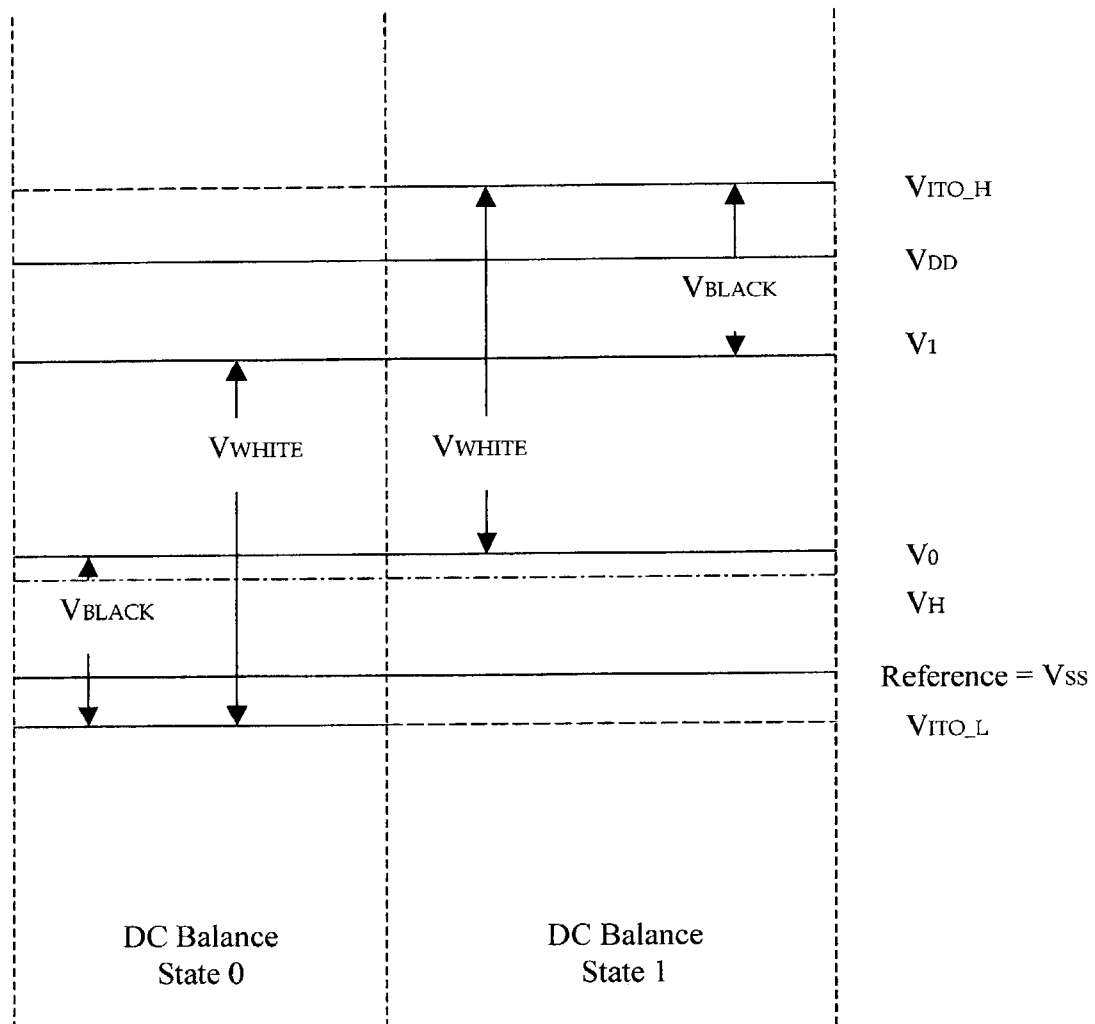 VITO_H
VDD
VBLACK
V1
VWHITE VWHITE
V0
VBLACK
VH
Reference = VSS
VITO_L
DC Balance
State 0
DC Balance
State 1